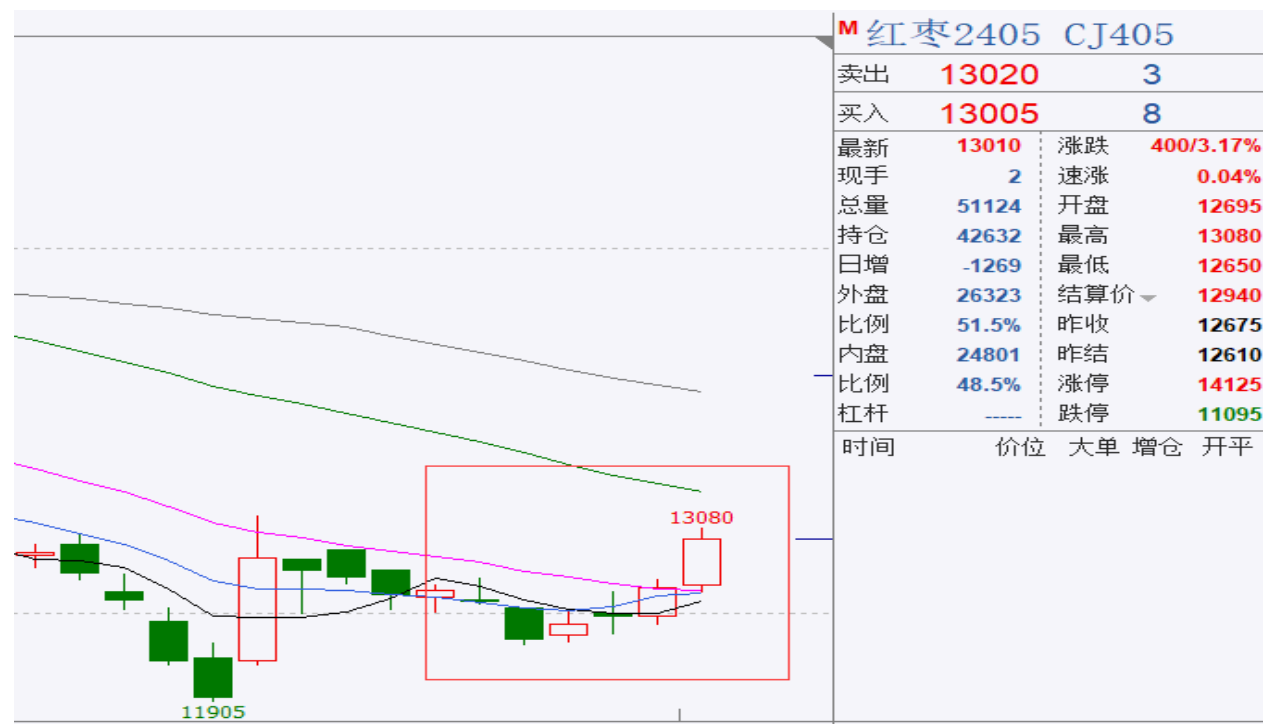 M 红枣2405 CJ405
卖出 13020 3
买入 13005 8
最新 13010 涨跌 400/3.17%
现手 2 速涨 0.04%
总量 51124 开盘 12695
持仓 42632 最高 13080
日增 -1269 最低 12650
外盘 26323 结算价 12940
比例 51.5% 昨收 12675
内盘 24801 昨结 12610
比例 48.5% 涨停 14125
杠杆 ----- 跌停 11095
时间 价位 大单 增仓 开平
13080
11905